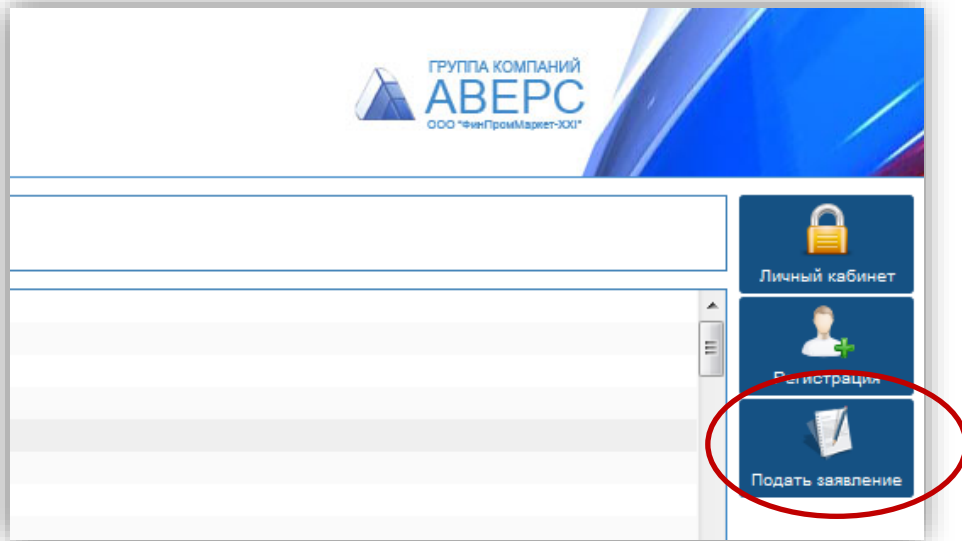 ГРУППА КОМПАНИЙ
АВЕРС
ООО "ФинПромМаркет-XXI"
Личный кабинет
Регистрация
Подать заявление